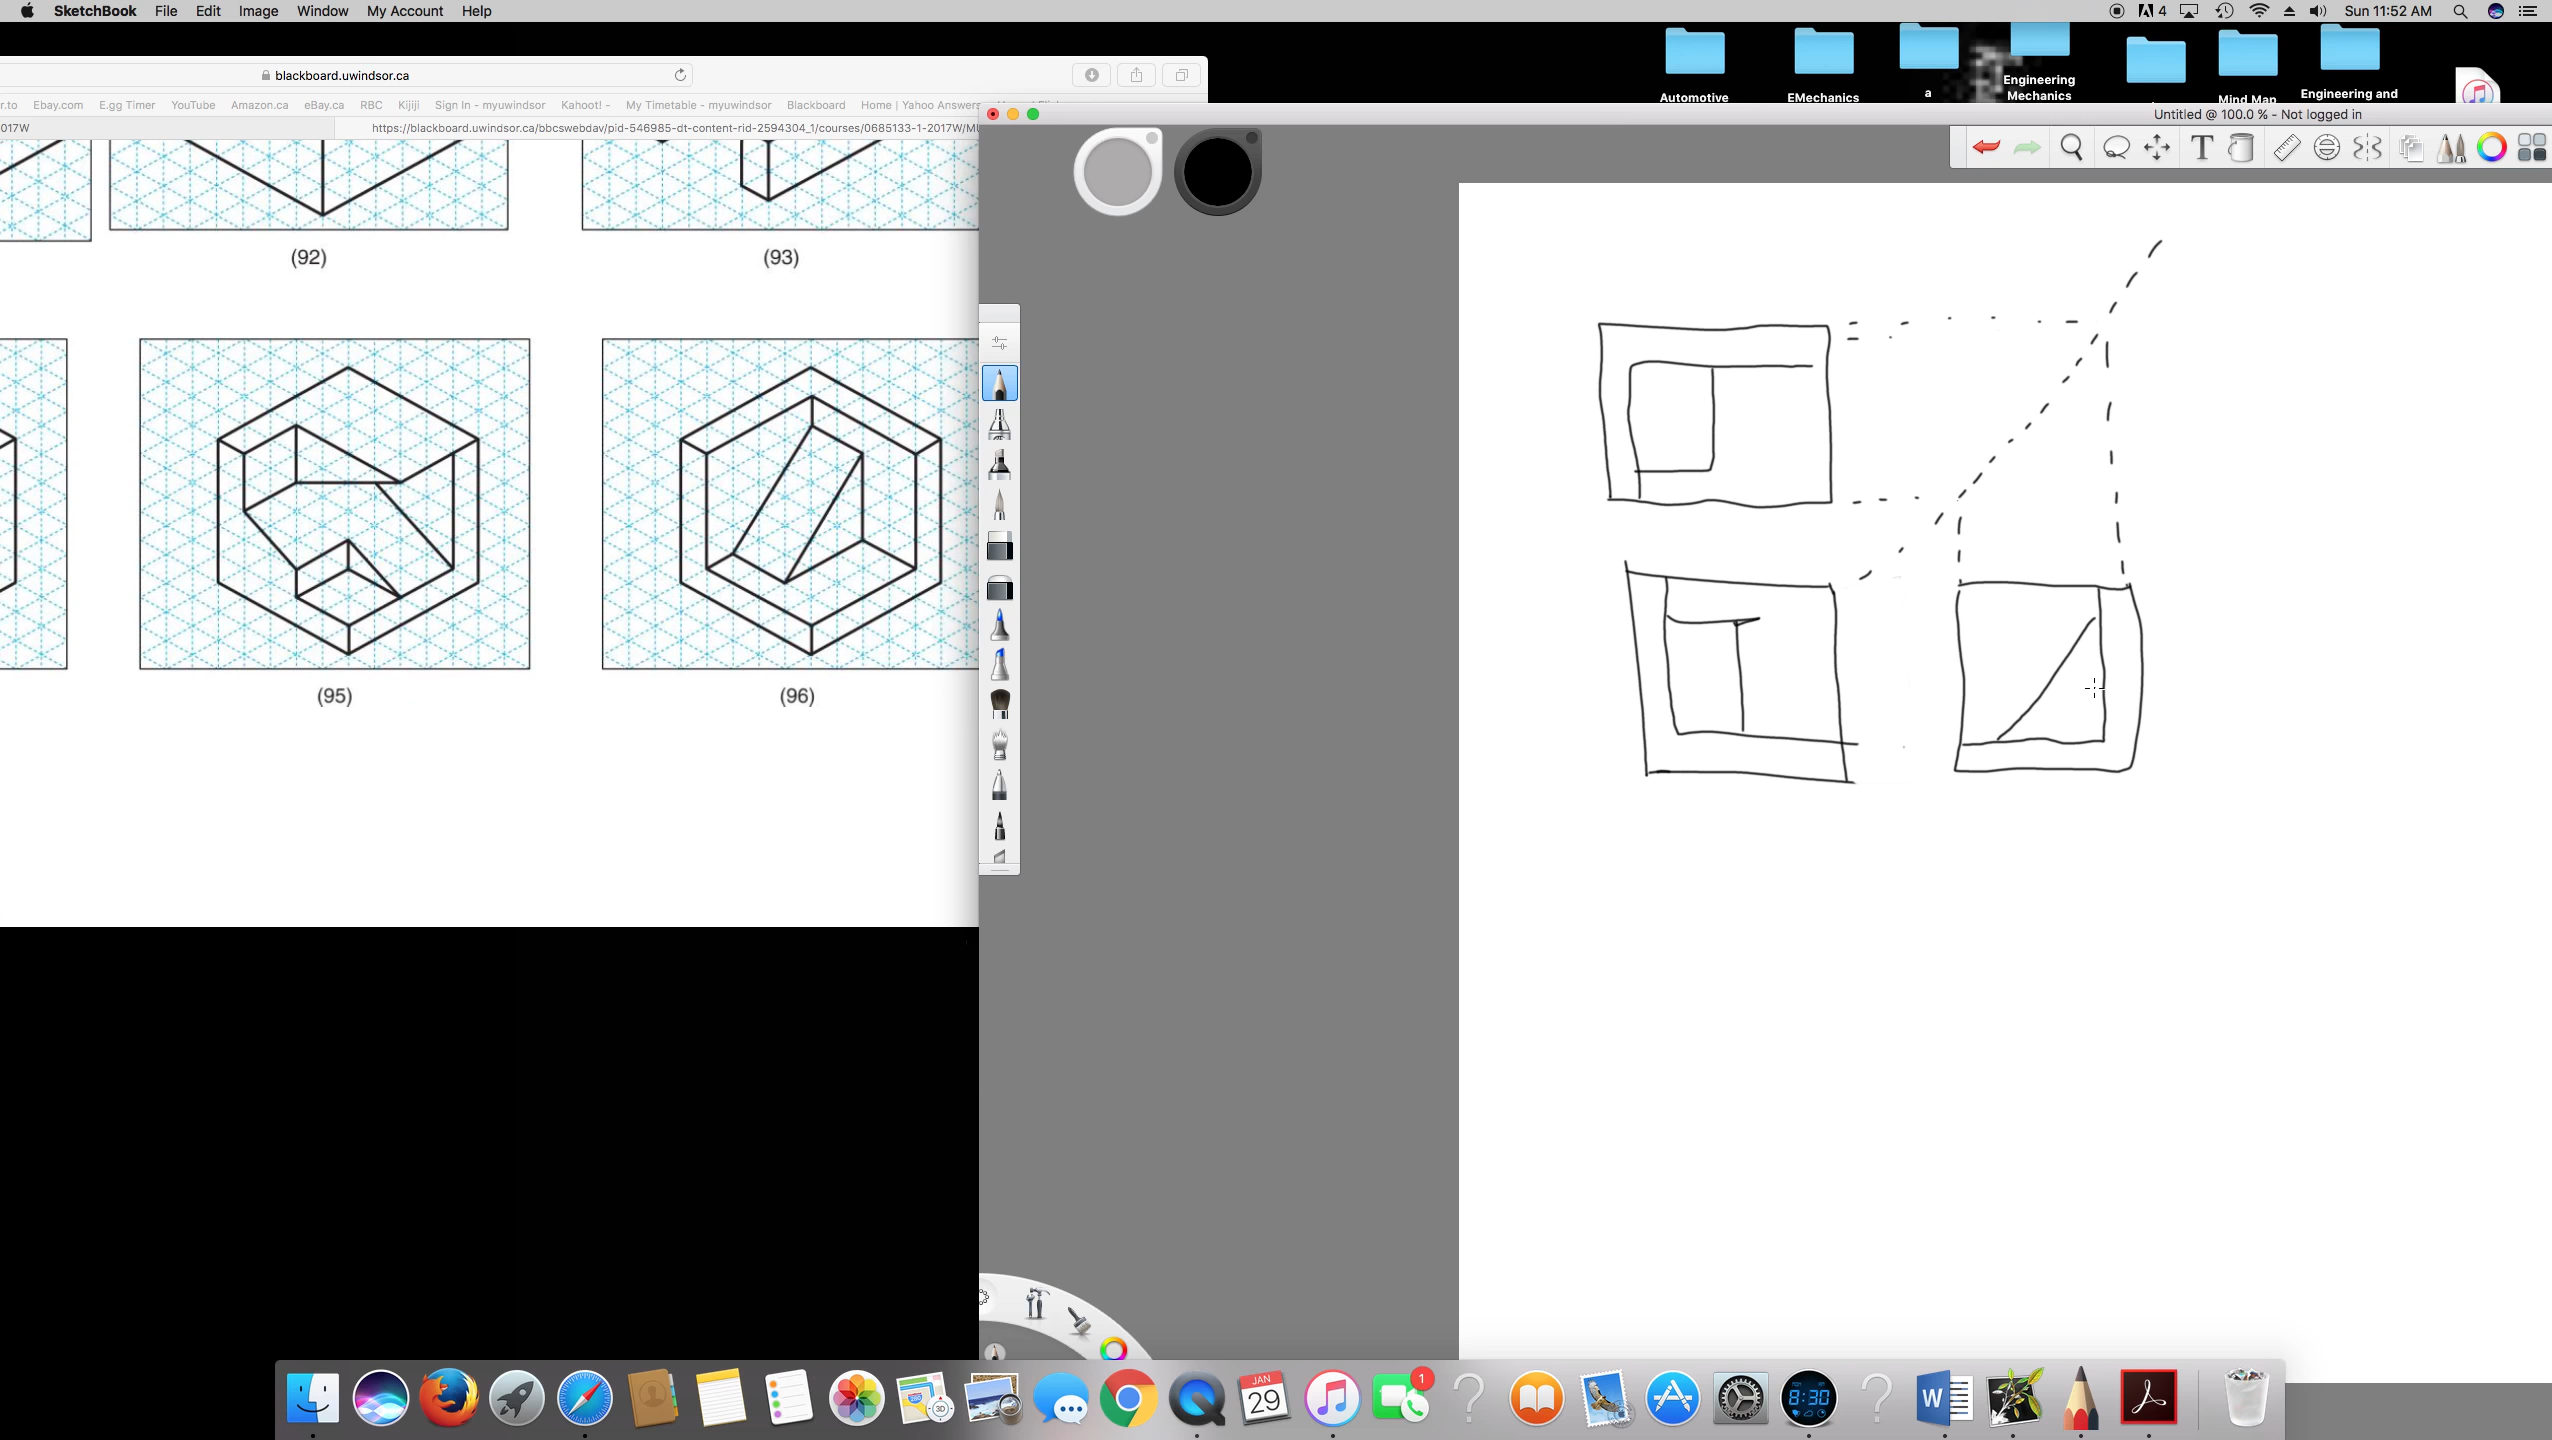 SketchBook File Edit Image Window My Account Help
4 Sun 11:52 AM
blackboard.uwindsor.ca
r.to Ebay.com E.gg Timer YouTube Amazon.ca eBay.ca RBC Kijiji Sign In - myuwindsor Kahoot! - My Timetable - myuwindsor Blackboard Home | Yahoo Answers
017W
https://blackboard.uwindsor.ca/bbcswebdav/pid-546985-dt-content-rid-2594304_1/courses/0685133-1-2017W/MU
Automotive
EMechanics
a
Engineering
Mechanics
Mind Map
Engineering and
Untitled @ 100.0 % - Not logged in
T
(92)
(93)
(95)
(96)
3D
JAN
29
1
8:30
W